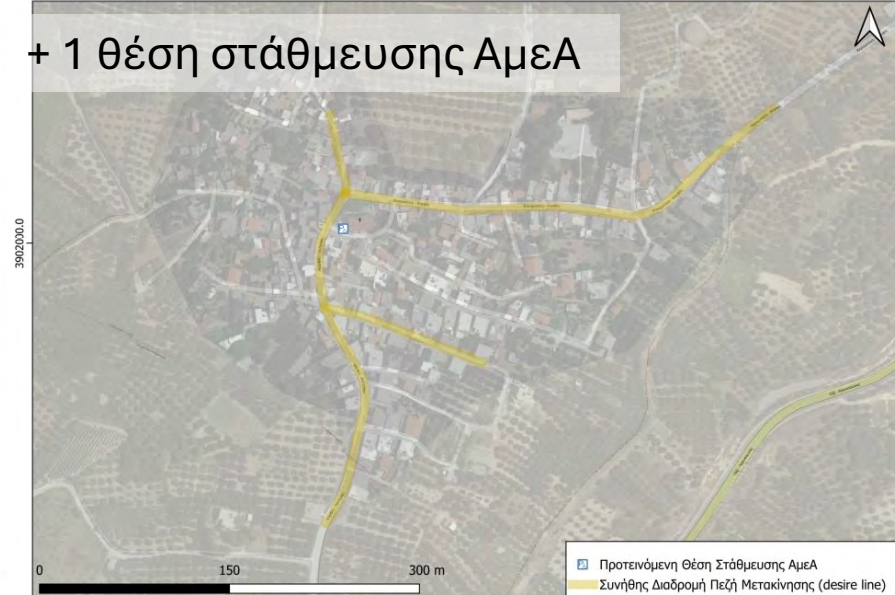 + 1 θέση στάθμευσης ΑμεΑ
3902000.0
0 150 300 m
Προτεινόμενη Θέση Στάθμευσης ΑμεΑ
Συνήθης Διαδρομή Πεζή Μετακίνησης (desire line)